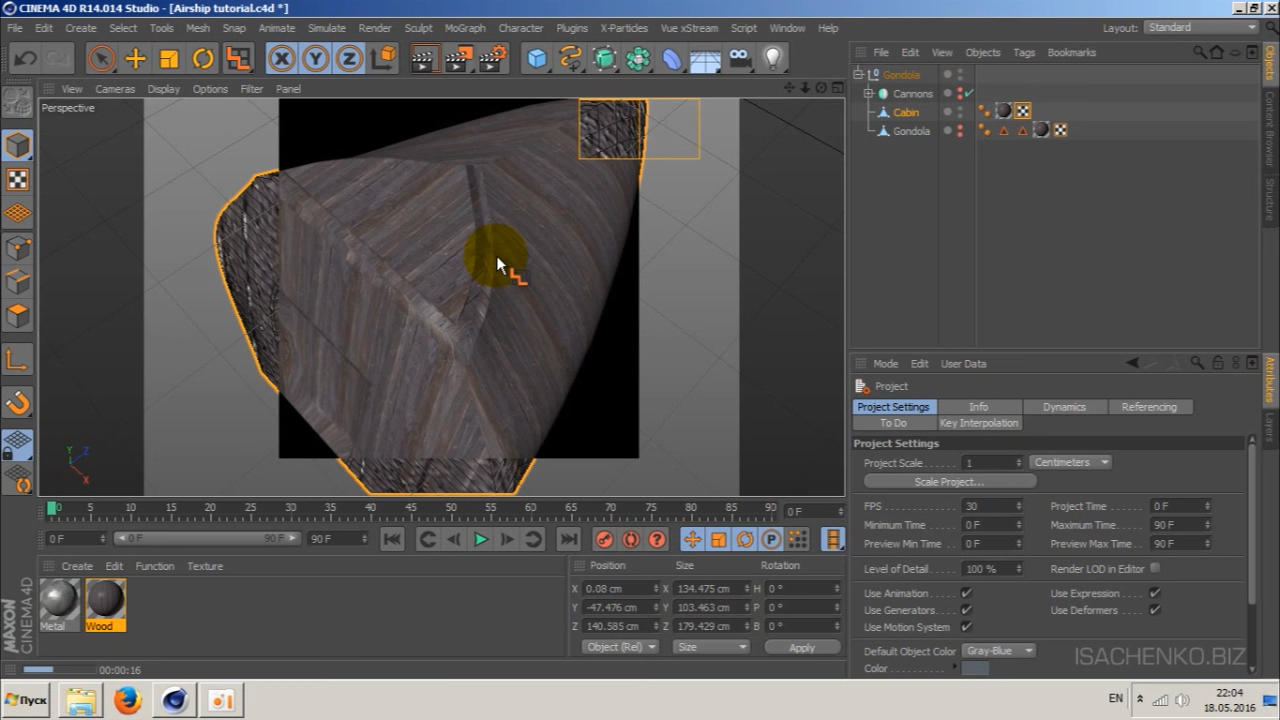 CINEMA 4D R14.014 Studio - [Airship tutorial.c4d *]
File Edit Create Select Tools Mesh Snap Animate Simulate Render Sculpt MoGraph Character Plugins Vue xStream X-Particles Script Window Help Layout: Standard
File Edit View Objects Tags Bookmarks
View Cameras Display Options Filter Panel
Perspective
Gondola
Cannons
Cabin
Gondola
Objects
Content Browser
Structure
Mode Edit User Data
Project
Project Settings Info Dynamics Referencing
To Do Key Interpolation
Attributes
Layers
Project Settings
Project Scale 1 Centimeters
Scale Project...
FPS 30 Project Time 0 F
Minimum Time 0 F Maximum Time 90 F
Preview Min Time 0 F Preview Max Time 90 F
Level of Detail 100 % Render LOD in Editor
Use Animation Use Expression
Use Generators Use Deformers
Use Motion System
Default Object Color Gray-Blue
Color
Y Z X
0 5 10 15 20 25 30 35 40 45 50 55 60 65 70 75 80 85 90 0 F
0 F 0 F 90 F 90 F
Create Edit Function Texture
Metal Wood
Position Size Rotation
X 0.08 cm X 134.475 cm H 0 °
Y -47.476 cm Y 103.463 cm P 0 °
Z 140.585 cm Z 179.429 cm B 0 °
Object (Rel) Size Apply
MAXON CINEMA 4D
00:00:16
ISACHENKO.BIZ
Пуск
EN
22:04
18.05.2016